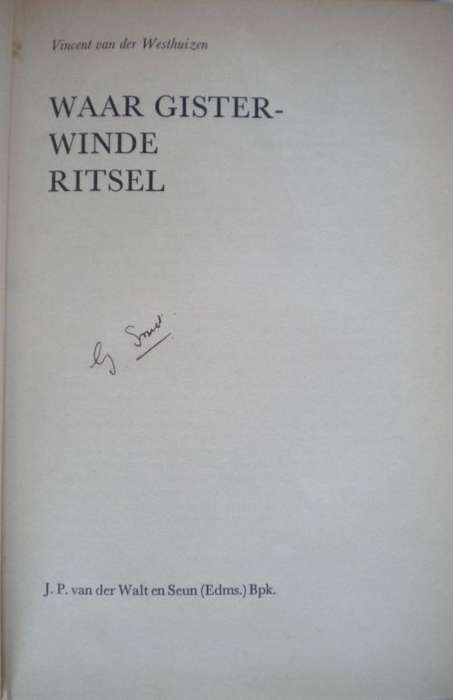 Vincent van der Westhuizen
WAAR GISTER-
WINDE
RITSEL
J. P. van der Walt en Seun (Edms.) Bpk.